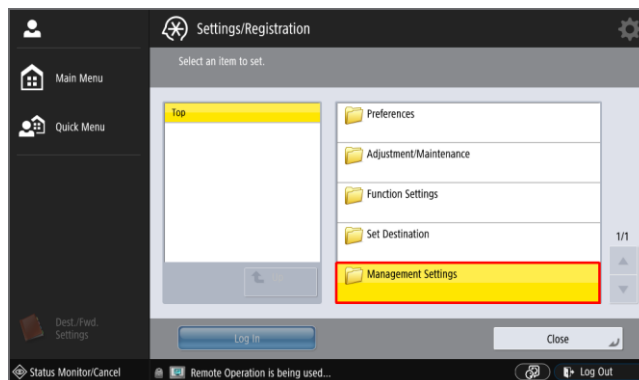 Settings/Registration
Select an item to set.
Main Menu
Quick Menu
Top
Preferences
Adjustment/Maintenance
Function Settings
Set Destination
Management Settings
1/1
Dest./Fwd.
Settings
Log In
Close
Status Monitor/Cancel
Remote Operation is being used...
Log Out